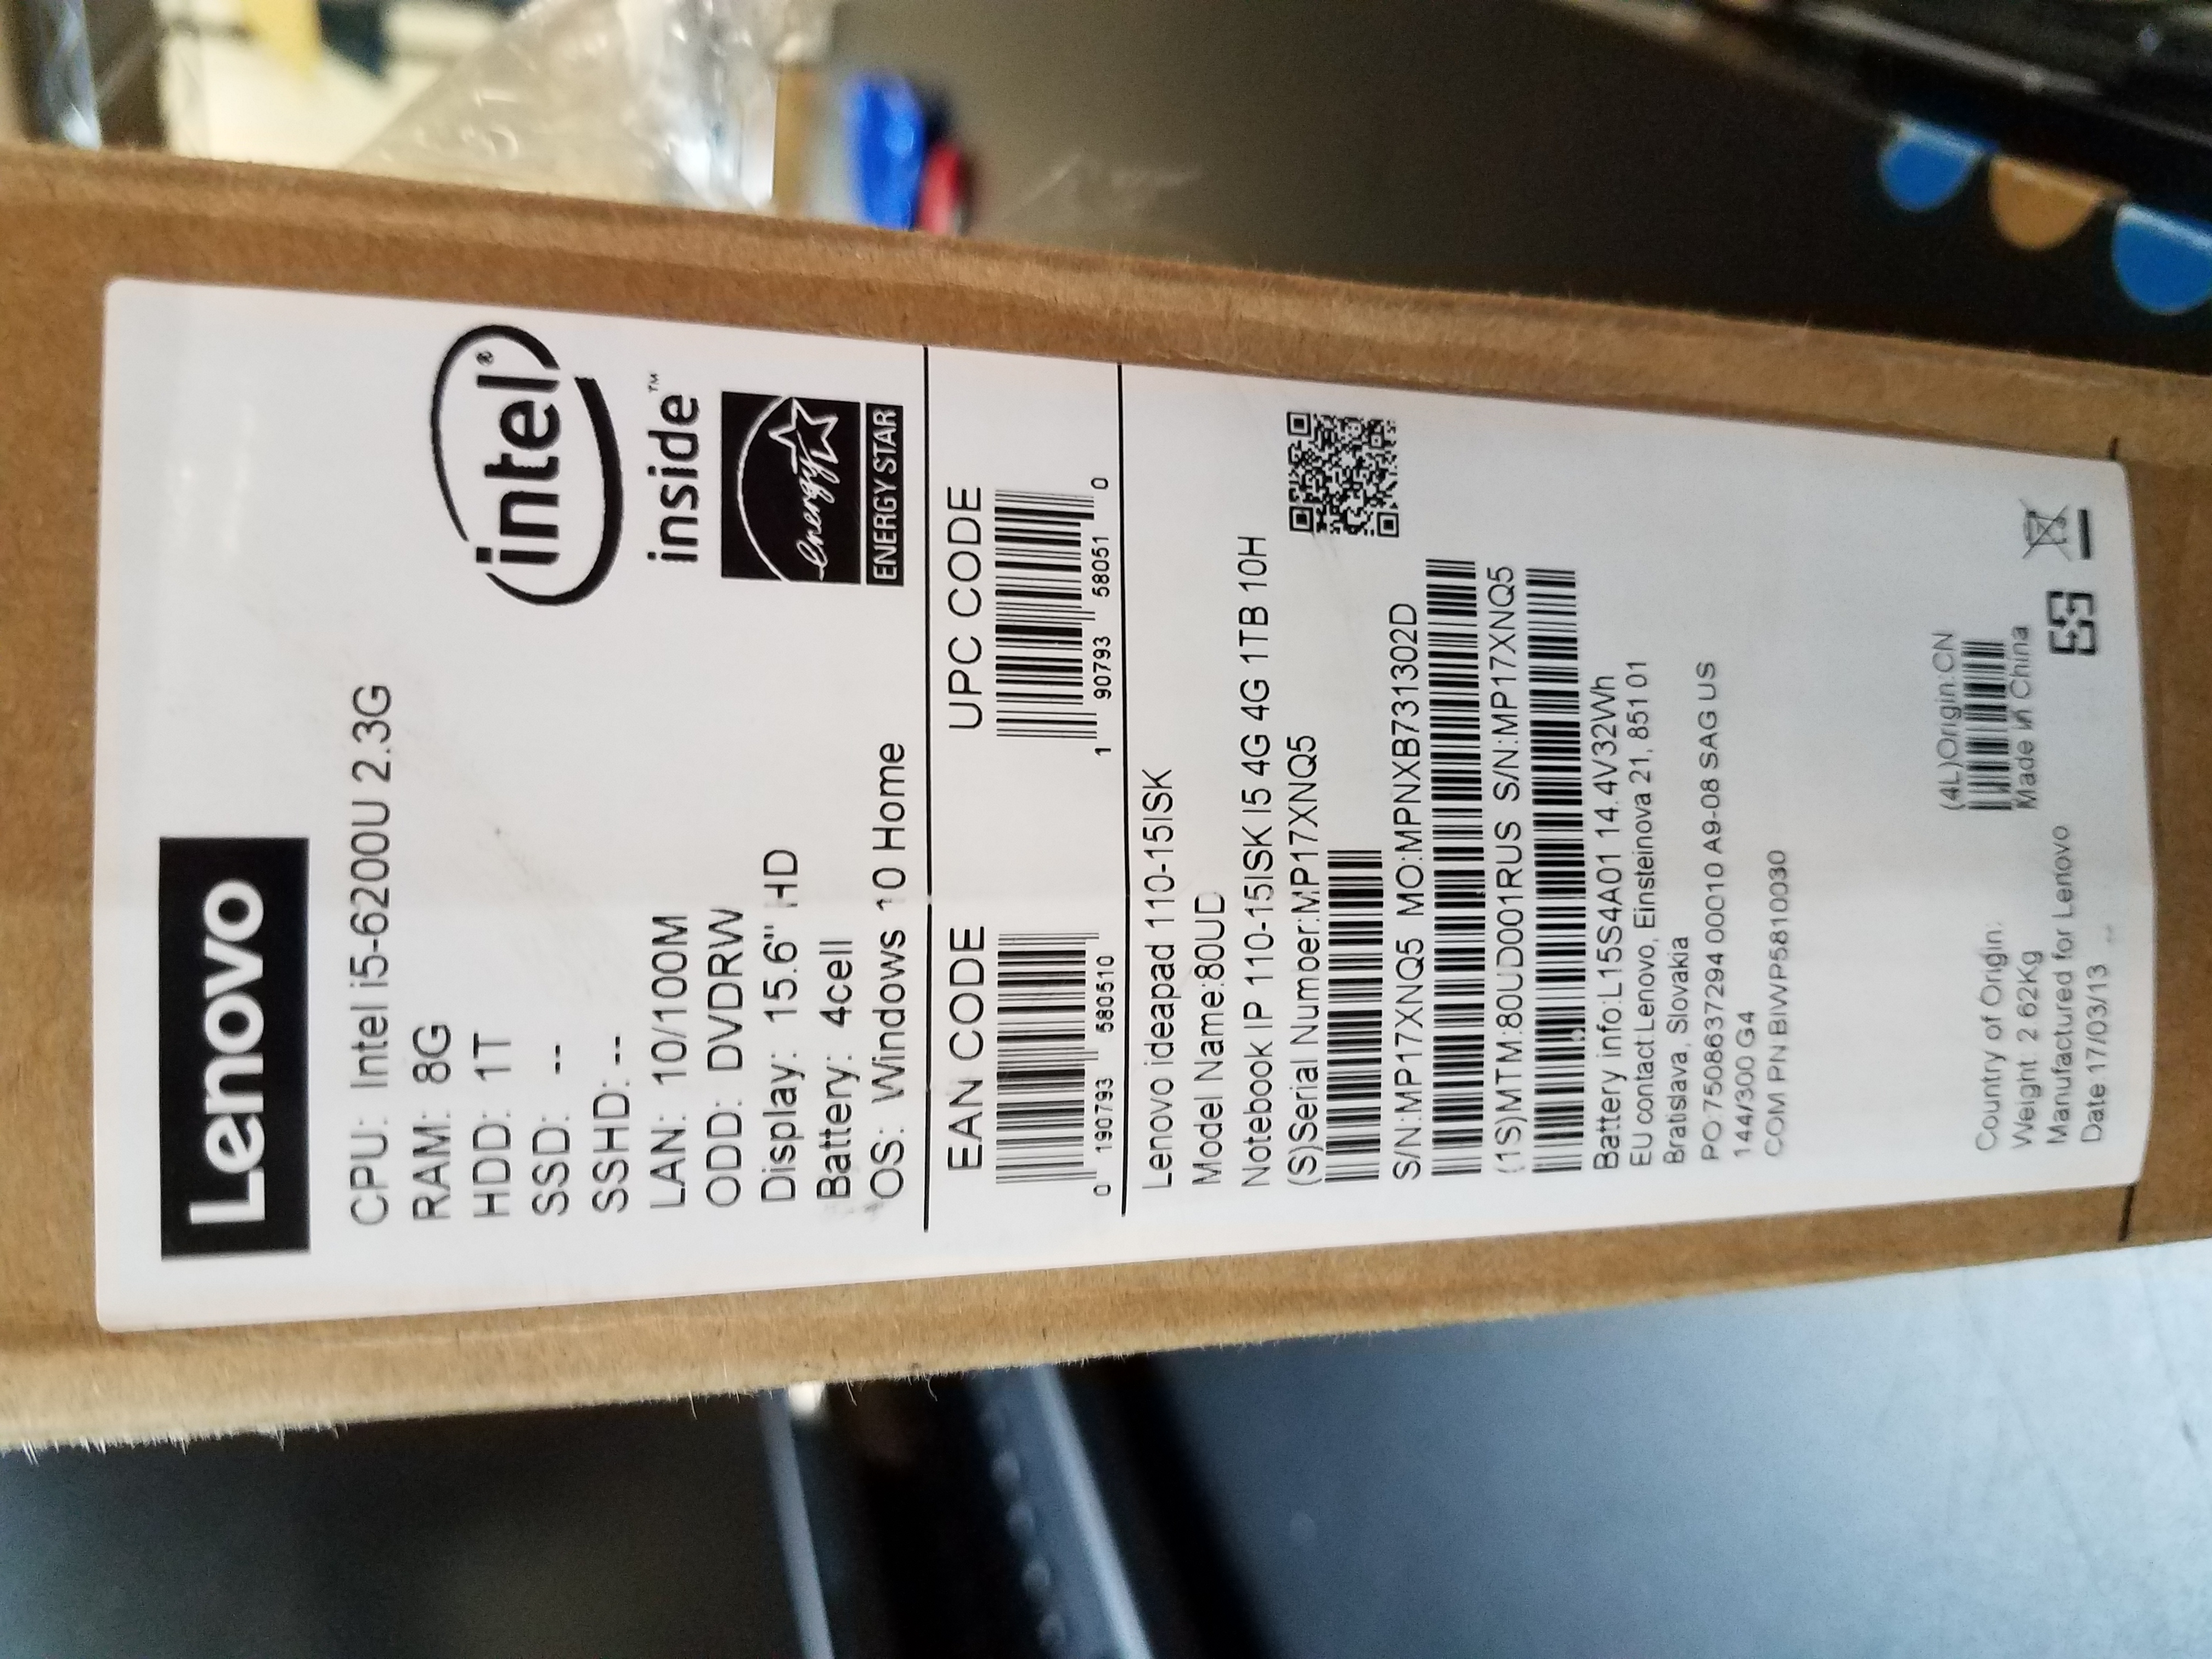 Lenovo
CPU: Intel i5-6200U 2.3G
RAM: 8G
HDD: 1T
SSD: --
SSHD: --
LAN: 10/100M
ODD: DVDRW
Display: 15.6" HD
Battery: 4cell
OS: Windows 10 Home
intel®
inside™
energy
ENERGY STAR
EAN CODE
0 190793 580510
UPC CODE
1 90793 58051 0
Lenovo ideapad 110-15ISK
Model Name:80UD
Notebook IP 110-15ISK I5 4G 4G 1TB 10H
(S)Serial Number:MP17XNQ5
S/N:MP17XNQ5 MO:MPNXB731302D
(1S)MTM:80UD001RUS S/N:MP17XNQ5
Battery info:L15S4A01 14.4V32Wh
EU contact:Lenovo, Einsteinova 21, 851 01
Bratislava, Slovakia
PO:7508637294 000010 A9-08 SAG US
144/300 G4
COM PN:BIWP5810030
(4L)Origin:CN
Made in China
Country of Origin:
Weight: 2.62Kg
Manufactured for Lenovo
Date 17/03/13